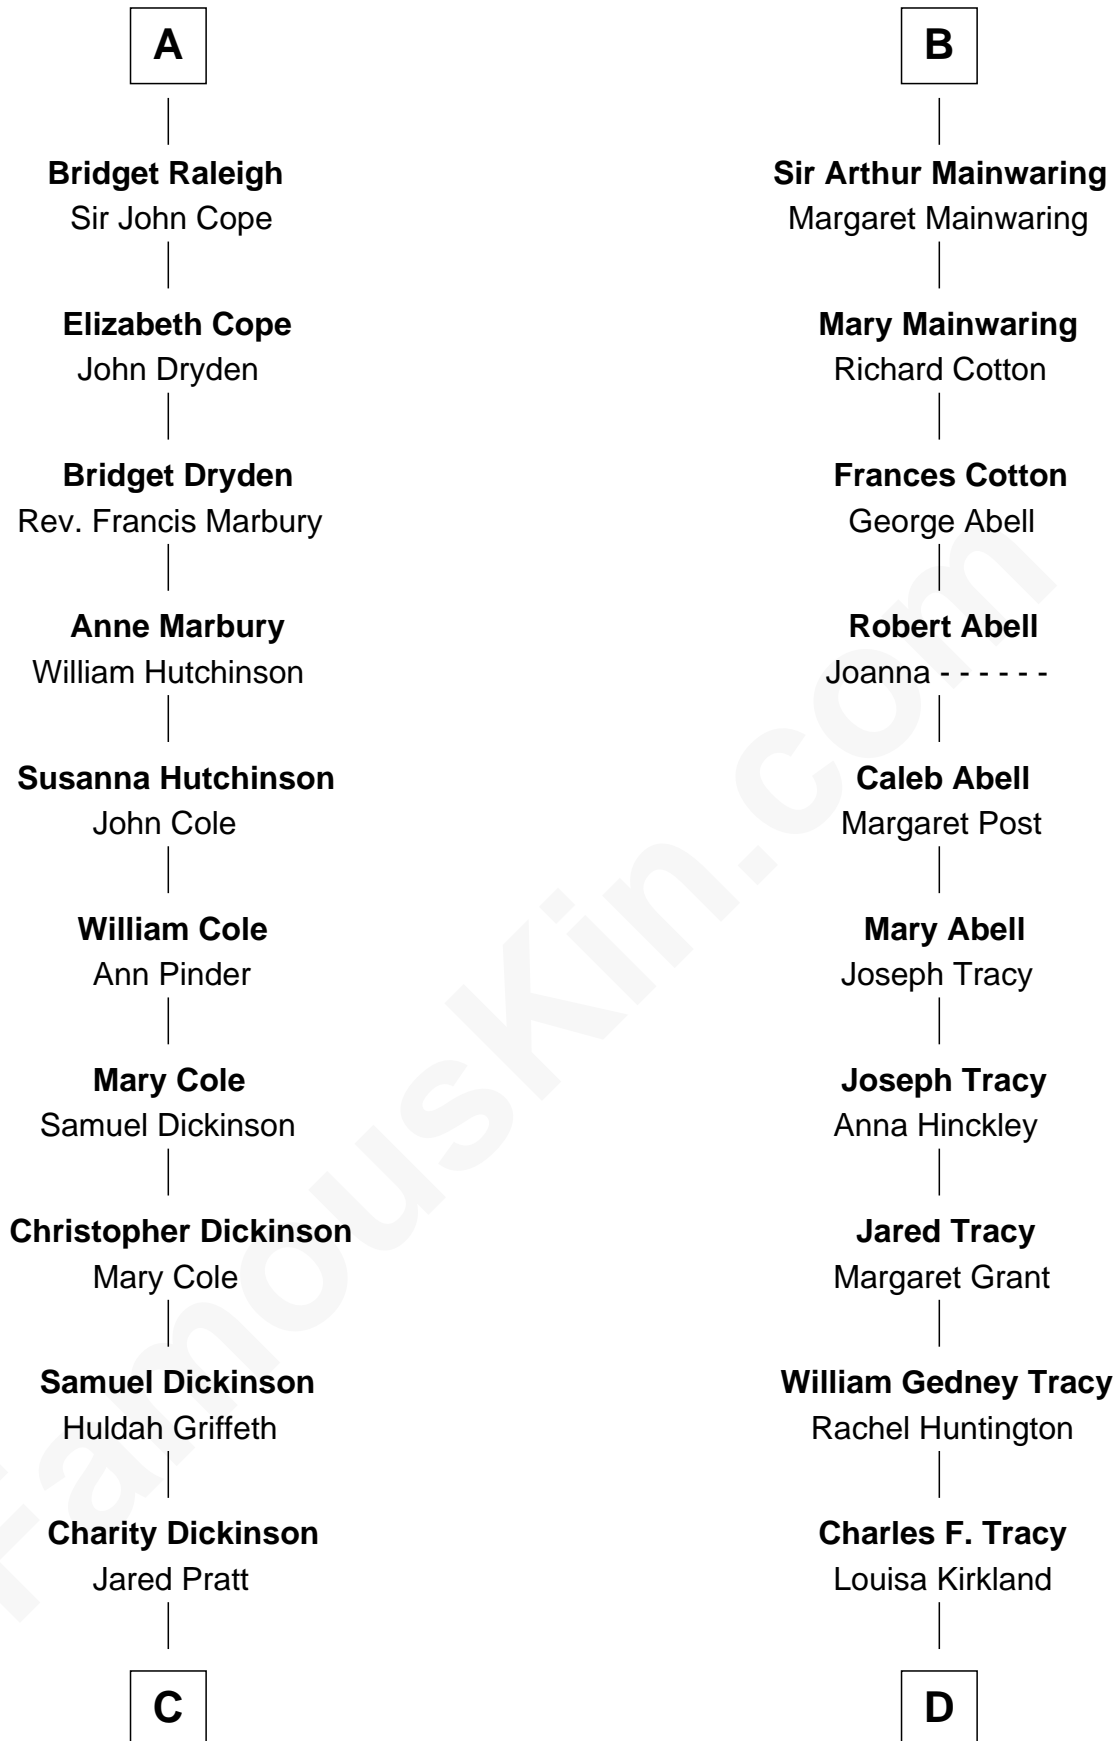 A
Bridget Raleigh
Sir John Cope
Elizabeth Cope
John Dryden
Bridget Dryden
Rev. Francis Marbury
Anne Marbury
William Hutchinson
Susanna Hutchinson
John Cole
William Cole
Ann Pinder
Mary Cole
Samuel Dickinson
Christopher Dickinson
Mary Cole
Samuel Dickinson
Huldah Griffeth
Charity Dickinson
Jared Pratt
C
B
Sir Arthur Mainwaring
Margaret Mainwaring
Mary Mainwaring
Richard Cotton
Frances Cotton
George Abell
Robert Abell
Joanna - - - - - -
Caleb Abell
Margaret Post
Mary Abell
Joseph Tracy
Joseph Tracy
Anna Hinckley
Jared Tracy
Margaret Grant
William Gedney Tracy
Rachel Huntington
Charles F. Tracy
Louisa Kirkland
D
FamousKin.com